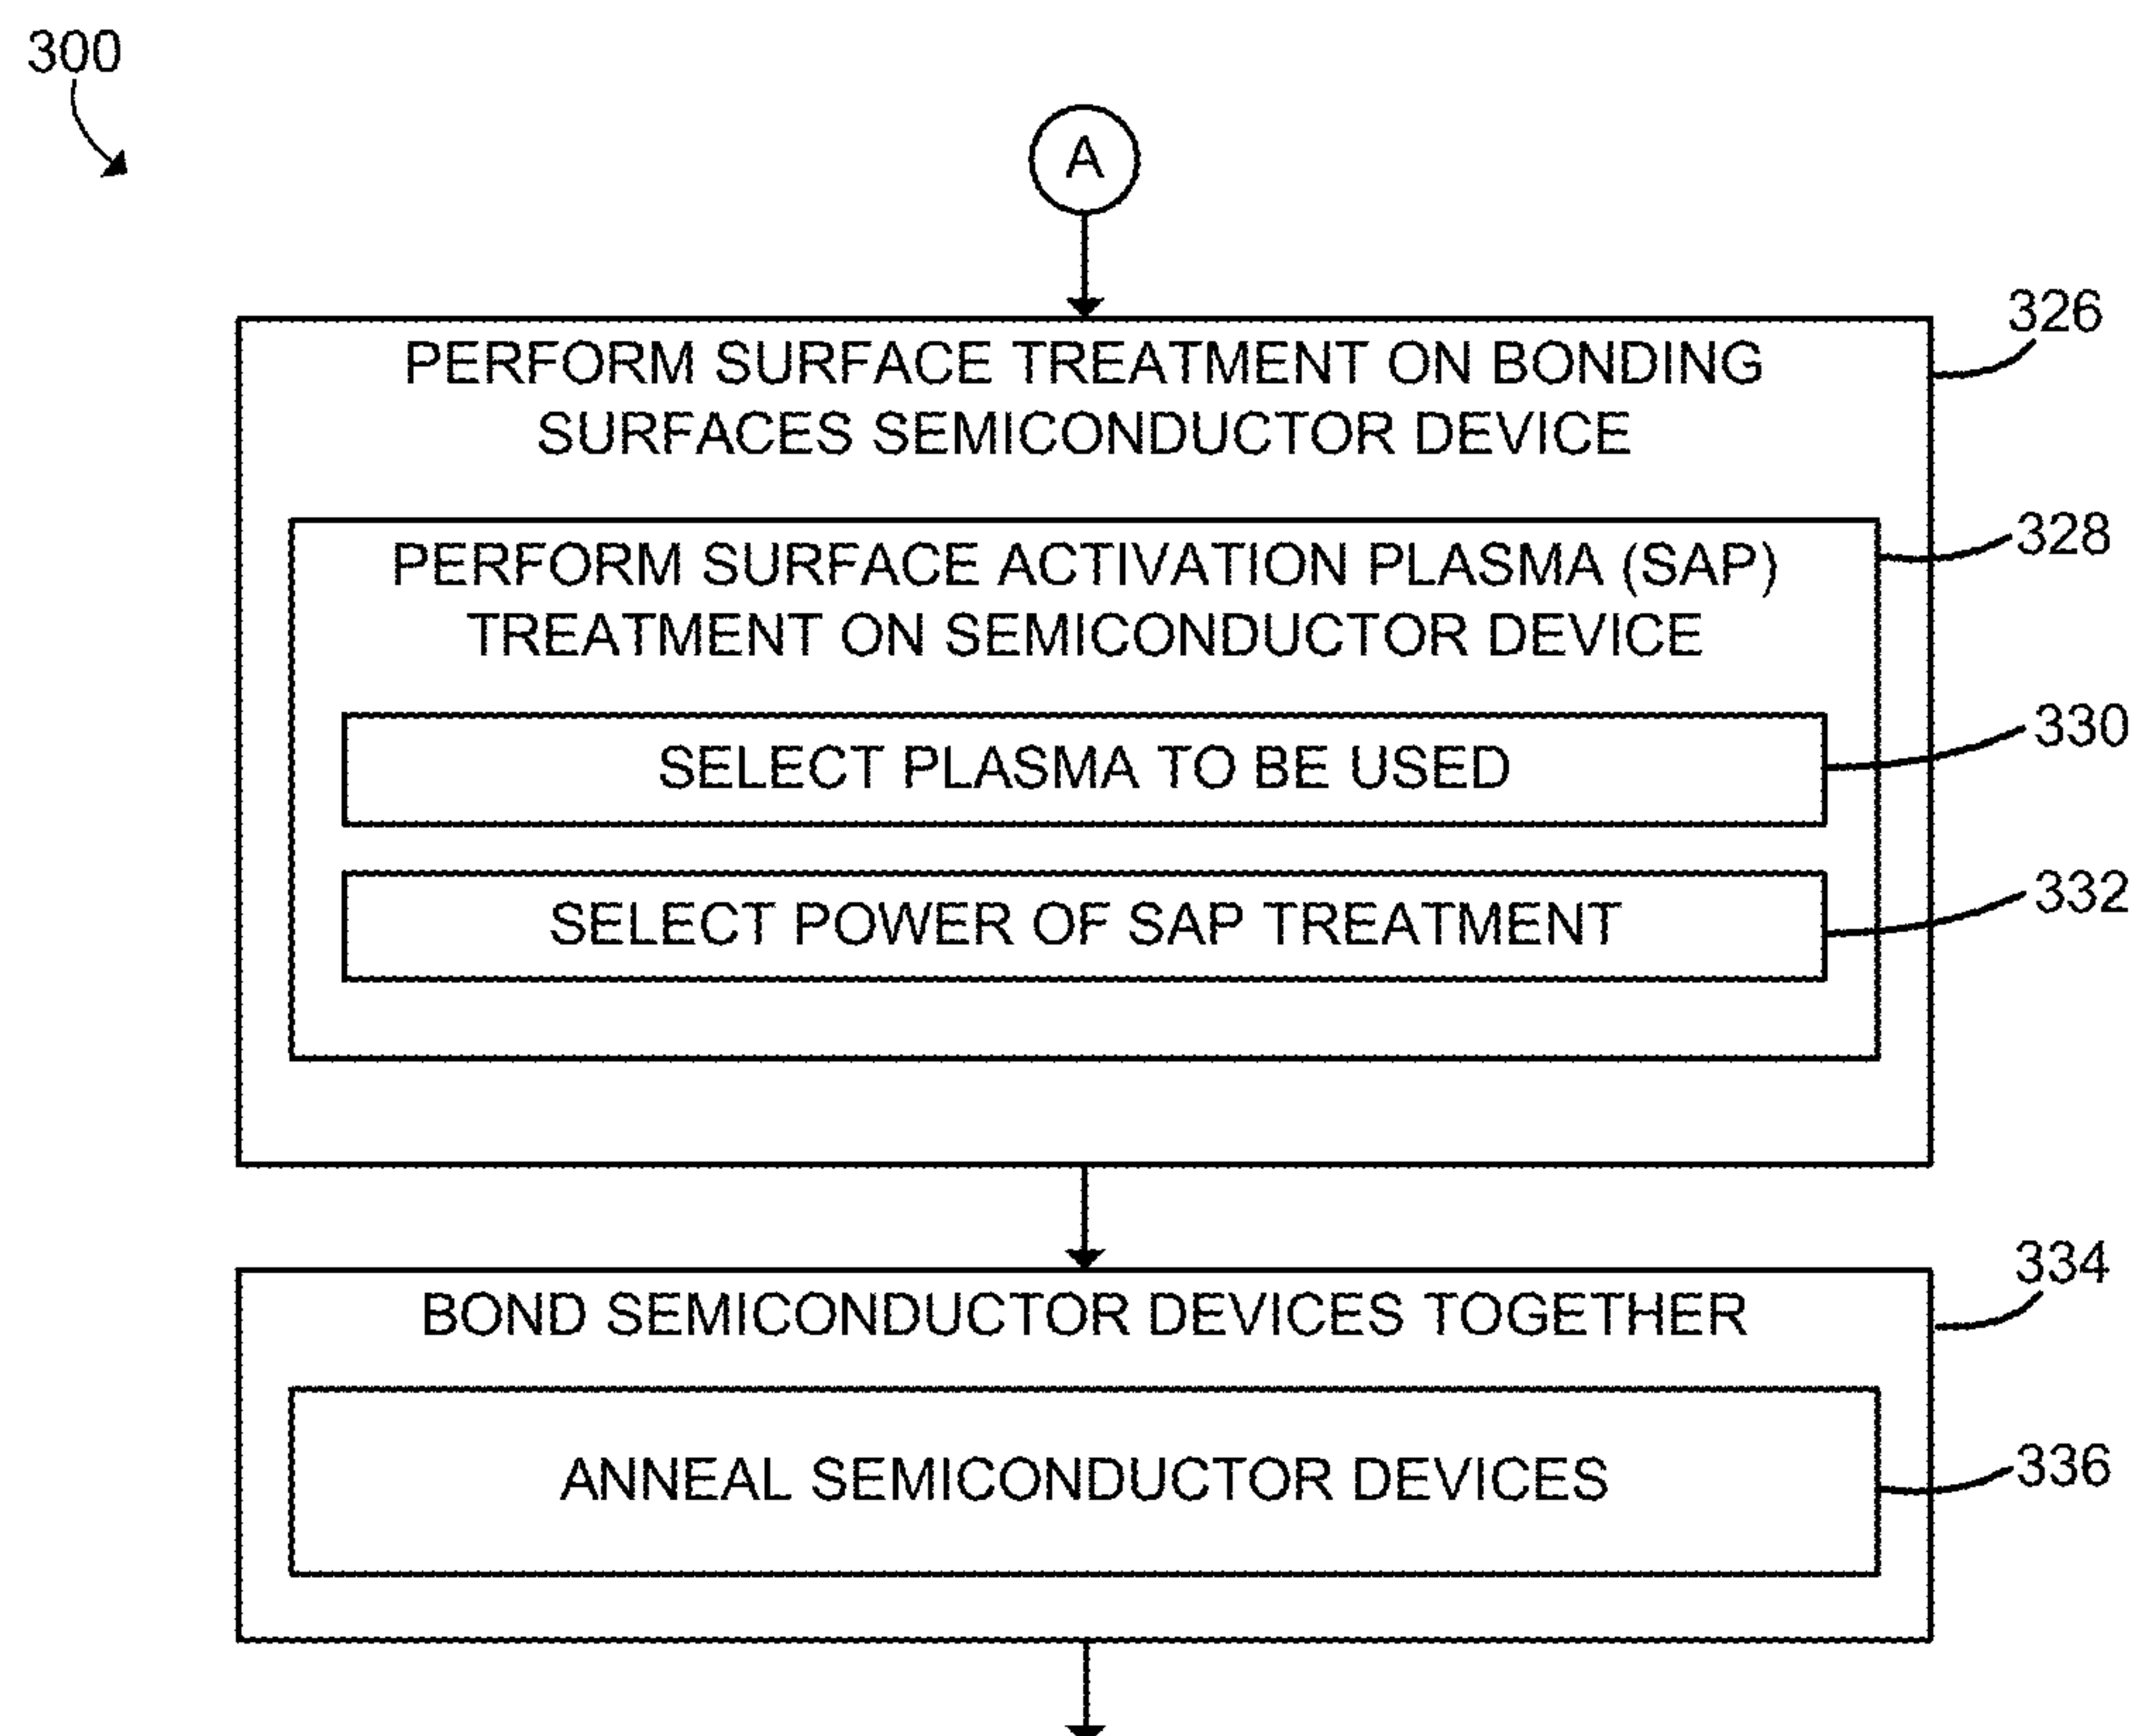 300
A
326
PERFORM SURFACE TREATMENT ON BONDING
SURFACES SEMICONDUCTOR DEVICE
328
PERFORM SURFACE ACTIVATION PLASMA (SAP)
TREATMENT ON SEMICONDUCTOR DEVICE
330
SELECT PLASMA TO BE USED
332
SELECT POWER OF SAP TREATMENT
334
BOND SEMICONDUCTOR DEVICES TOGETHER
336
ANNEAL SEMICONDUCTOR DEVICES